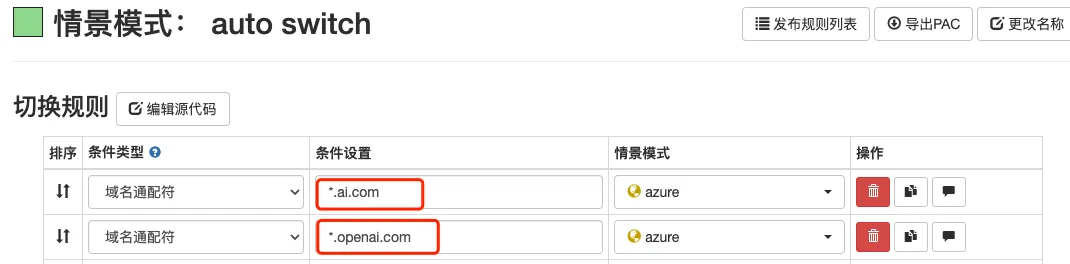 情景模式： auto switch
发布规则列表 导出PAC 更改名称
切换规则 编辑源代码
排序 条件类型 条件设置 情景模式 操作
域名通配符 *.ai.com azure
域名通配符 *.openai.com azure